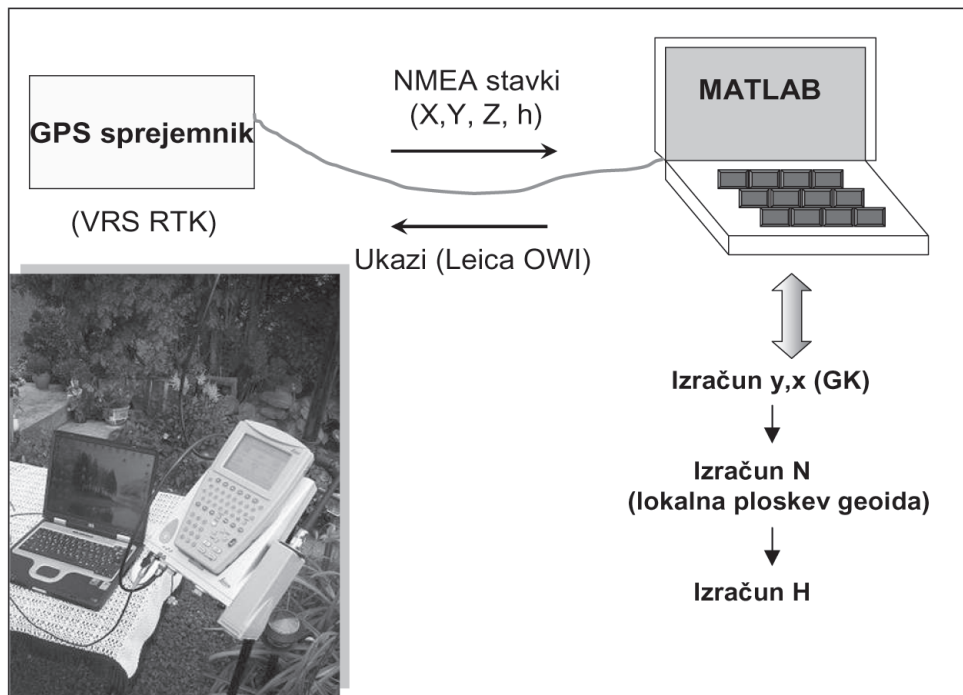 GPS sprejemnik
(VRS RTK)
NMEA stavki
(X,Y, Z, h)
Ukazi (Leica OWI)
MATLAB
Izračun y,x (GK)
Izračun N
(lokalna ploskev geoida)
Izračun H